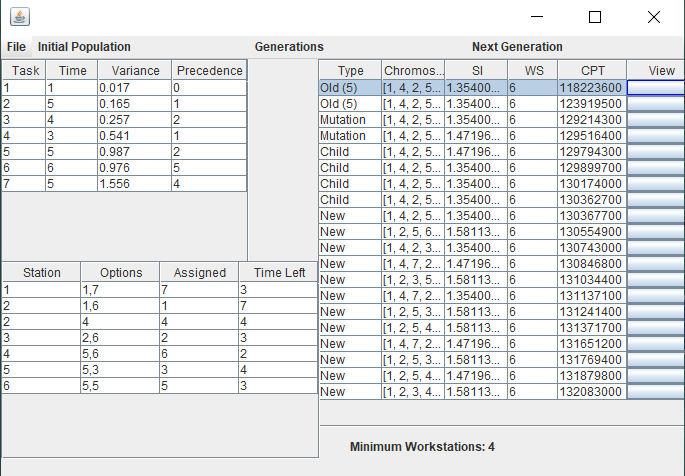 File Initial Population Generations Next Generation
Task Time Variance Precedence
1 1 0.017 0
2 5 0.165 1
3 4 0.257 2
4 3 0.541 1
5 5 0.987 2
6 6 0.976 5
7 5 1.556 4
Station Options Assigned Time Left
1 1,7 7 3
2 1,6 1 7
2 4 4 4
3 2,6 2 3
4 5,6 6 2
5 5,3 3 4
6 5,5 5 3
Type Chromos... SI WS CPT View
Old (5) [1, 4, 2, 5... 1.35400... 6 118223600
Old (5) [1, 4, 2, 5... 1.35400... 6 123919500
Mutation [1, 4, 2, 5... 1.35400... 6 129214300
Mutation [1, 4, 2, 5... 1.47196... 6 129516400
Child [1, 4, 2, 5... 1.47196... 6 129794300
Child [1, 4, 2, 5... 1.35400... 6 129899700
Child [1, 4, 2, 5... 1.35400... 6 130174000
Child [1, 4, 2, 5... 1.35400... 6 130362700
New [1, 4, 2, 5... 1.35400... 6 130367700
New [1, 2, 5, 6... 1.58113... 6 130554900
New [1, 4, 2, 3... 1.35400... 6 130743000
New [1, 4, 7, 2... 1.47196... 6 130846800
New [1, 2, 3, 5... 1.58113... 6 131034400
New [1, 4, 7, 2... 1.35400... 6 131137100
New [1, 2, 5, 3... 1.58113... 6 131241400
New [1, 2, 5, 4... 1.58113... 6 131371700
New [1, 4, 7, 2... 1.47196... 6 131651200
New [1, 2, 5, 3... 1.58113... 6 131769400
New [1, 2, 5, 4... 1.47196... 6 131879800
New [1, 2, 3, 4... 1.58113... 6 132083000
Minimum Workstations: 4